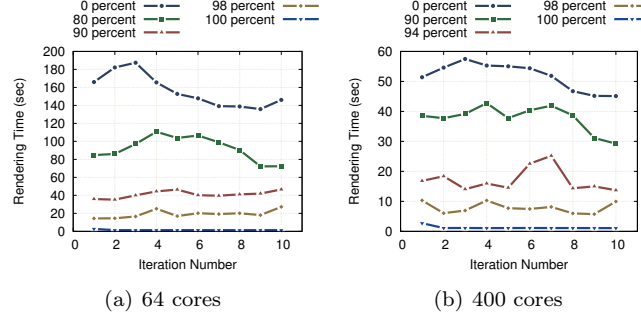 0 percent
80 percent
90 percent
98 percent
100 percent
Rendering Time (sec)
200
180
160
140
120
100
80
60
40
20
0
0 2 4 6 8 10
Iteration Number
(a) 64 cores
0 percent
90 percent
94 percent
98 percent
100 percent
Rendering Time (sec)
60
50
40
30
20
10
0
0 2 4 6 8 10
Iteration Number
(b) 400 cores